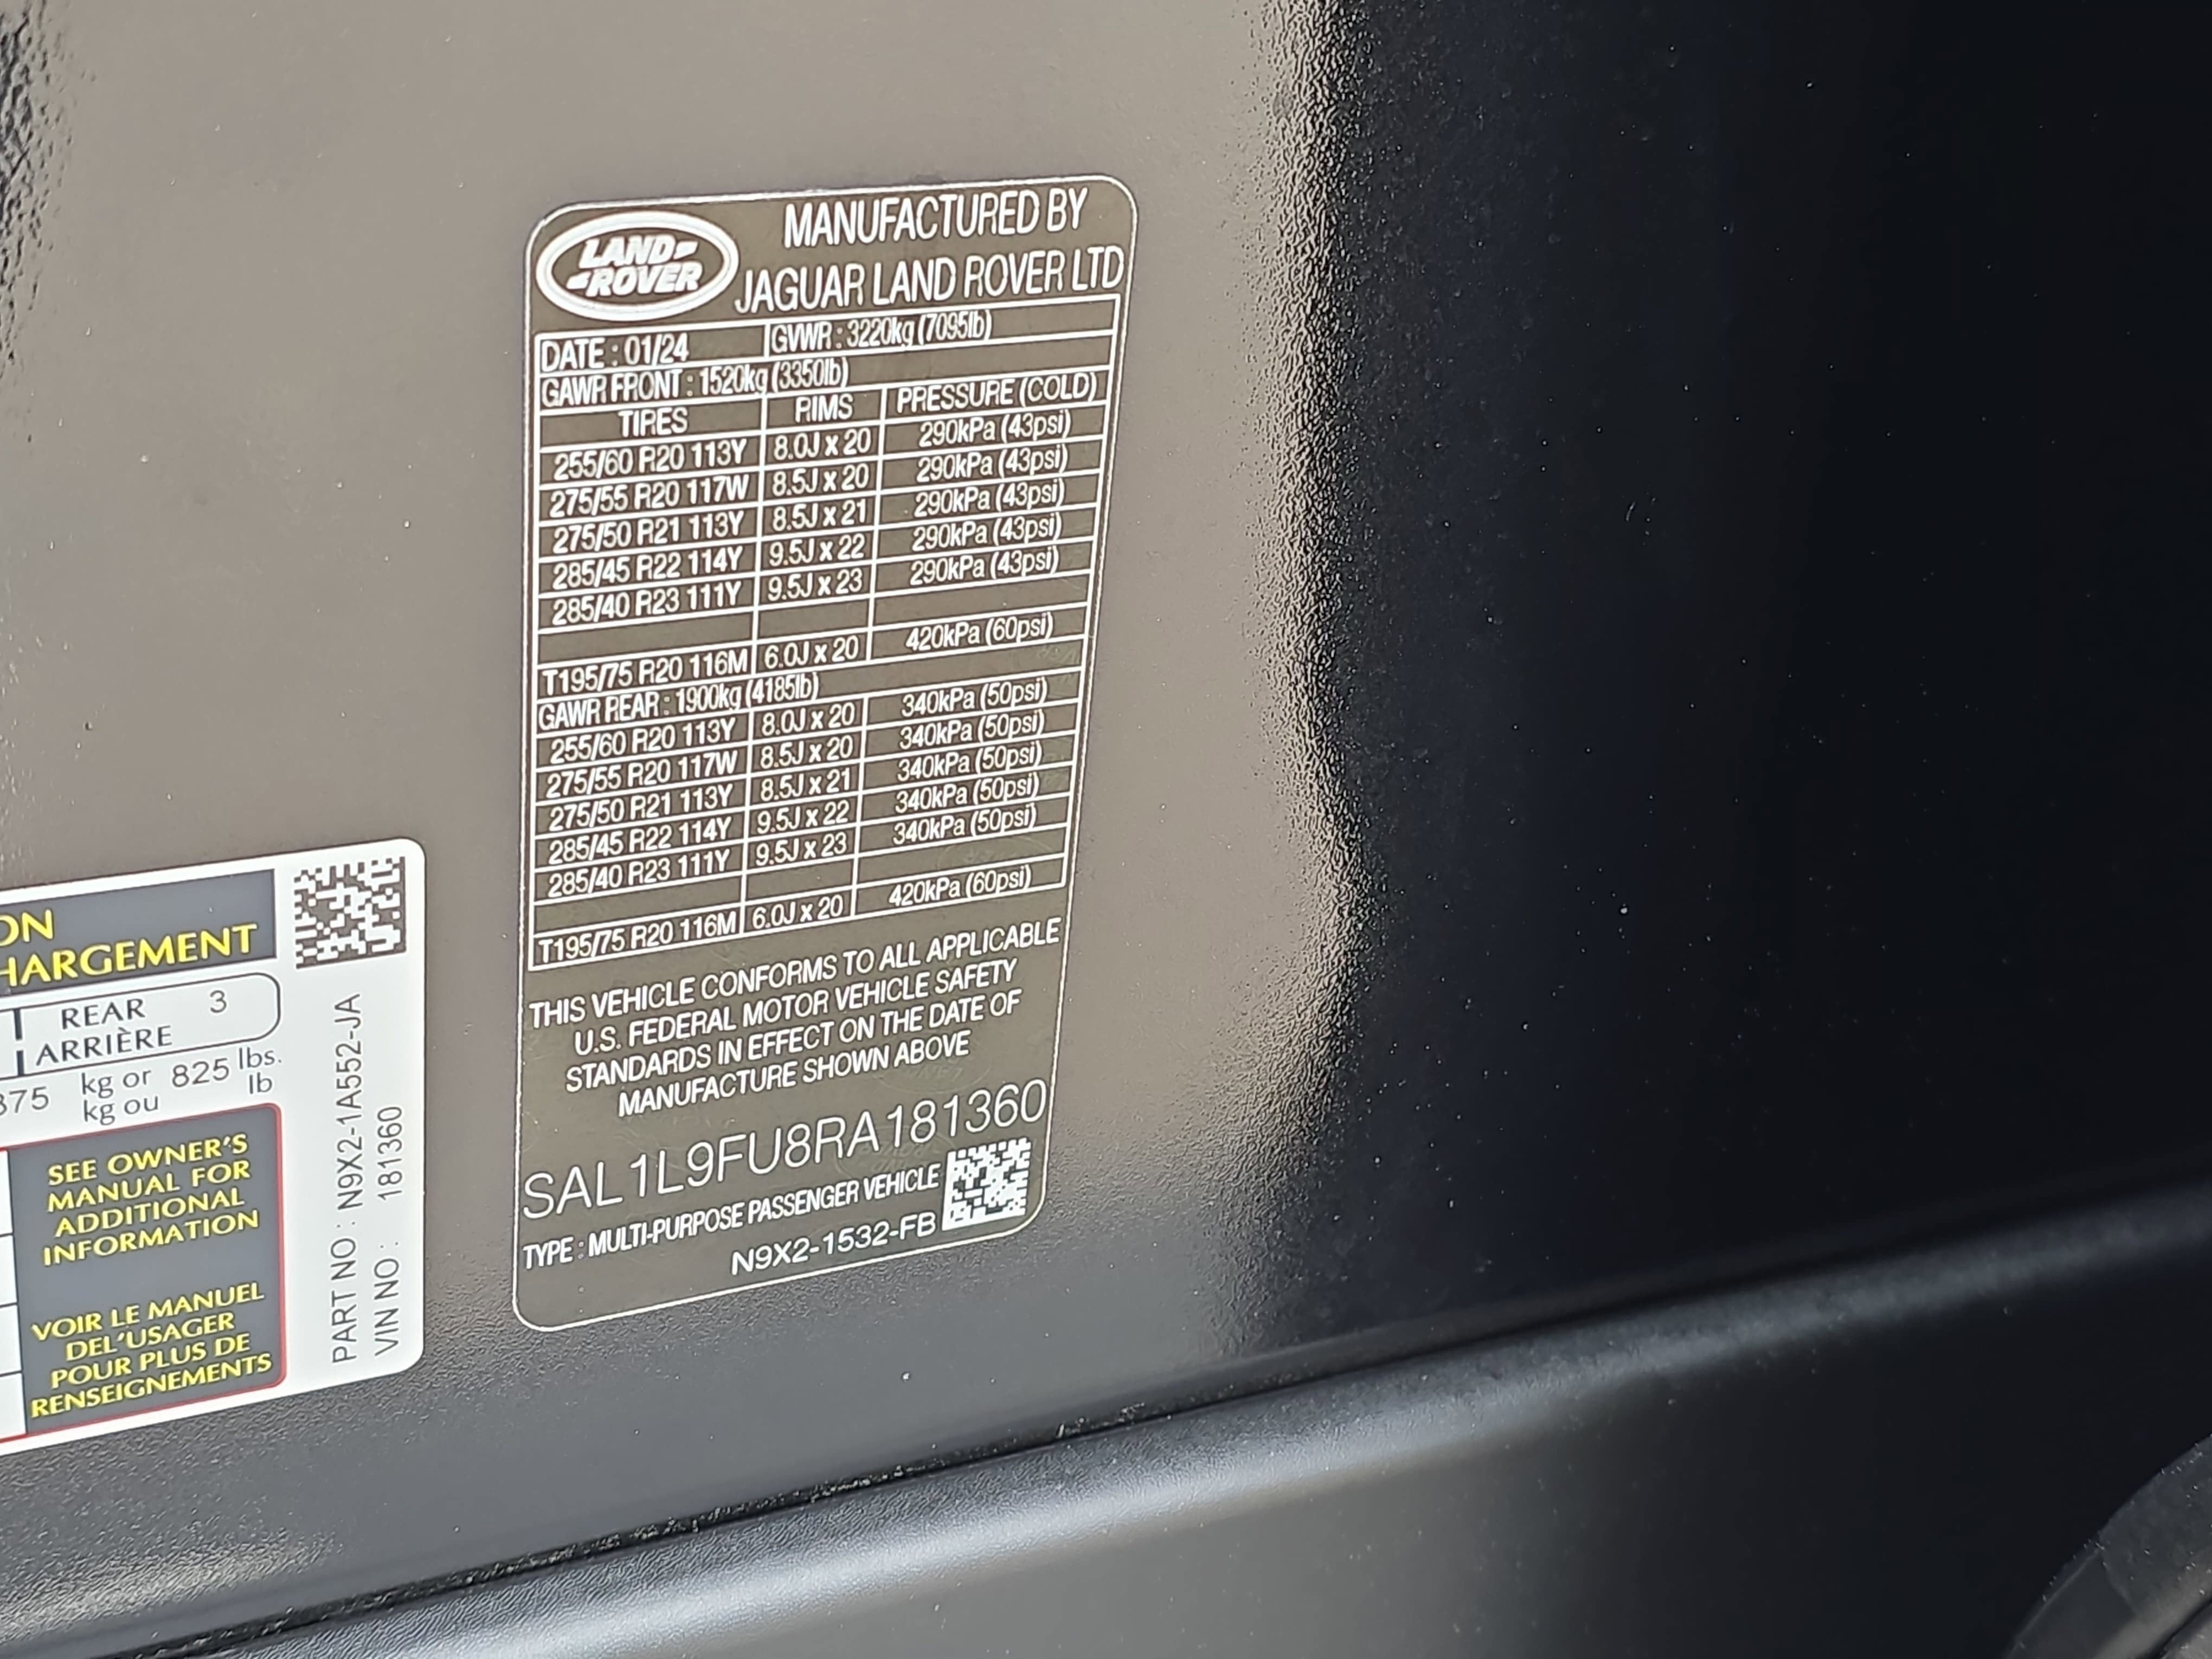 LAND
ROVER
MANUFACTURED BY
JAGUAR LAND ROVER LTD
DATE : 01/24 GVWR : 3220kg (7095lb)
GAWR FRONT : 1520kg (3350lb)
TIRES RIMS PRESSURE (COLD)
255/60 R20 113Y 8.0J x 20 290kPa (43psi)
275/55 R20 117W 8.5J x 20 290kPa (43psi)
275/50 R21 113Y 8.5J x 21 290kPa (43psi)
285/45 R22 114Y 9.5J x 22 290kPa (43psi)
285/40 R23 111Y 9.5J x 23 290kPa (43psi)
T195/75 R20 116M 6.0J x 20 420kPa (60psi)
GAWR REAR : 1900kg (4185lb)
255/60 R20 113Y 8.0J x 20 340kPa (50psi)
275/55 R20 117W 8.5J x 20 340kPa (50psi)
275/50 R21 113Y 8.5J x 21 340kPa (50psi)
285/45 R22 114Y 9.5J x 22 340kPa (50psi)
285/40 R23 111Y 9.5J x 23 340kPa (50psi)
T195/75 R20 116M 6.0J x 20 420kPa (60psi)
THIS VEHICLE CONFORMS TO ALL APPLICABLE
U.S. FEDERAL MOTOR VEHICLE SAFETY
STANDARDS IN EFFECT ON THE DATE OF
MANUFACTURE SHOWN ABOVE
SAL1L9FU8RA181360
TYPE : MULTI-PURPOSE PASSENGER VEHICLE
N9X2-1532-FB
ON
HARGEMENT
REAR 3
ARRIÈRE
375 kg or 825 lbs.
kg ou lb
SEE OWNER'S
MANUAL FOR
ADDITIONAL
INFORMATION
VOIR LE MANUEL
DEL'USAGER
POUR PLUS DE
RENSEIGNEMENTS
PART NO : N9X2-1A552-JA
VIN NO : 181360